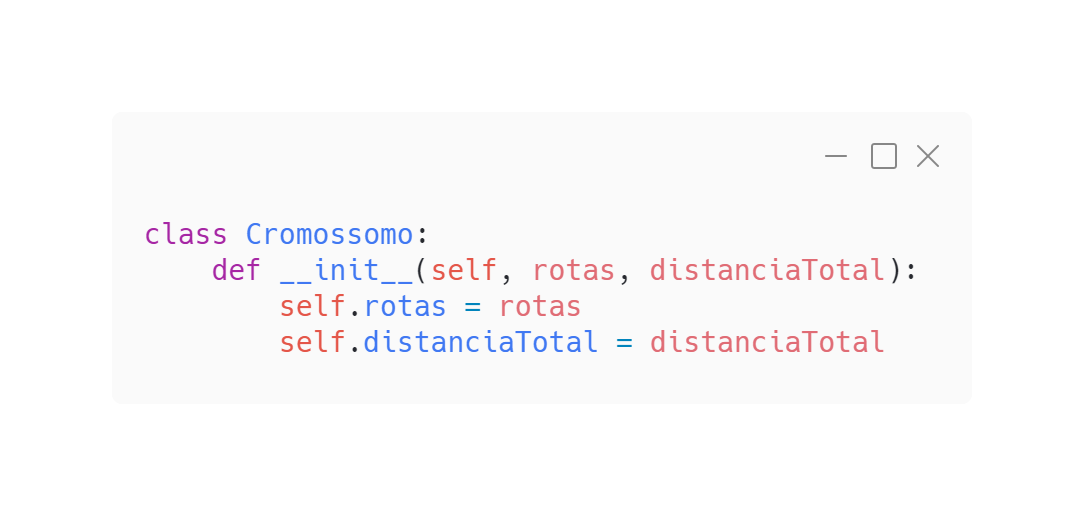 class Cromossomo:
    def __init__(self, rotas, distanciaTotal):
        self.rotas = rotas
        self.distanciaTotal = distanciaTotal